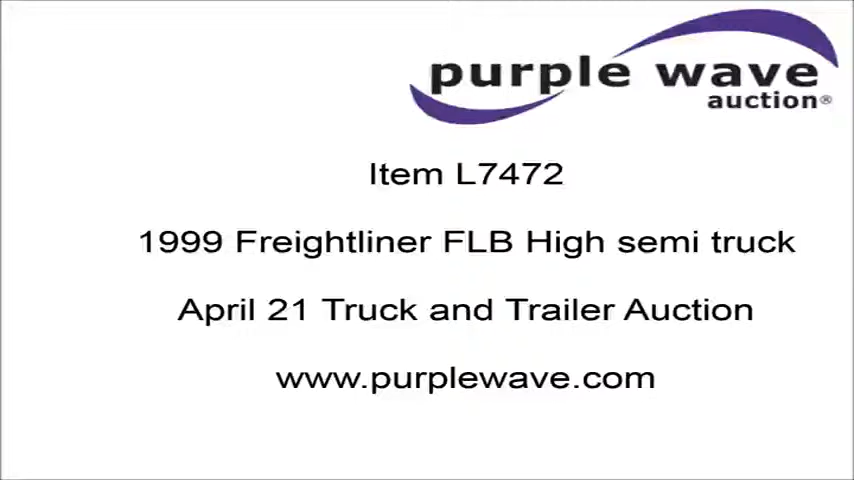 purple wave
auction®
Item L7472
1999 Freightliner FLB High semi truck
April 21 Truck and Trailer Auction
www.purplewave.com